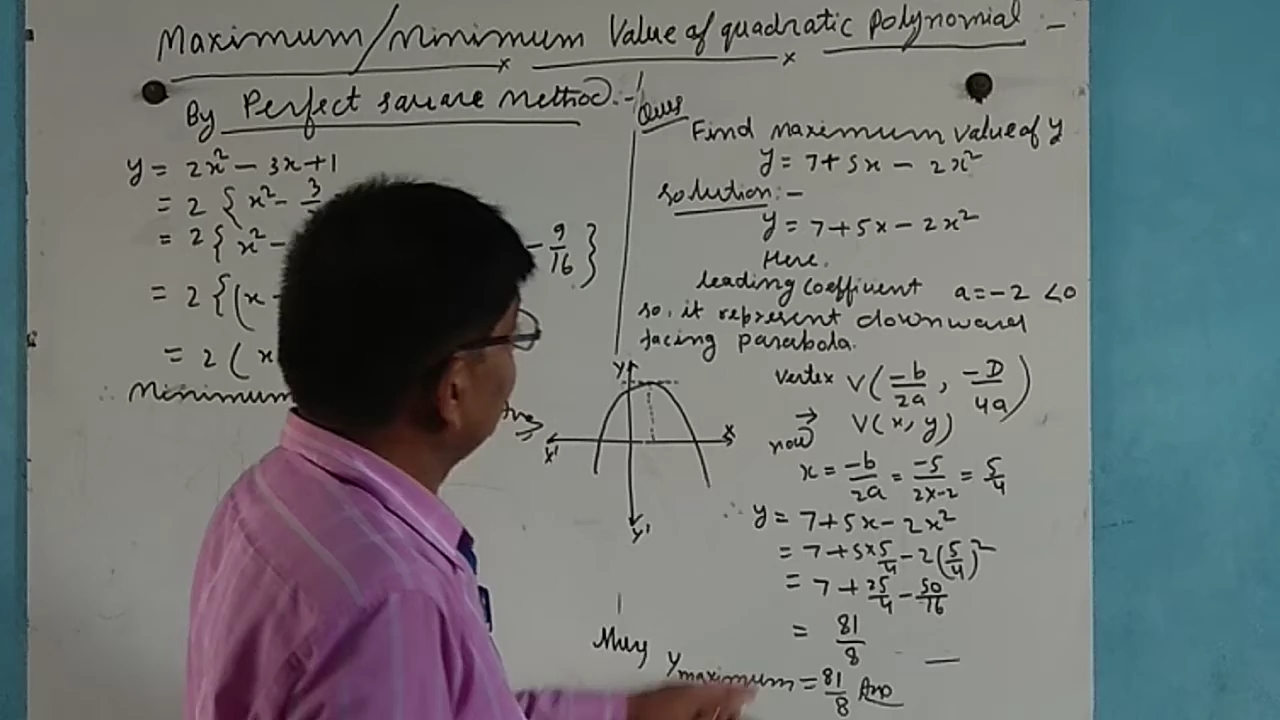 Maximum/Minimum Value of quadratic polynomial -
By Perfect square Method :-
y = 2x² - 3x + 1
= 2 { x² - 3
= 2 { x² - - 9/16 }
= 2 { (x -
= 2 ( x
∴ Minimum
Ques
Find maximum value of y
y = 7 + 5x - 2x²
Solution :-
y = 7 + 5x - 2x²
Here,
leading coefficient a = -2 < 0
so, it represent downward
facing parabola.
Vertex V( -b/2a , -D/4a )
V(x, y)
now
x = -b/2a = -5/2x-2 = 5/4
∴ y = 7 + 5x - 2x²
= 7 + 5x5/4 - 2(5/4)²
= 7 + 25/4 - 50/16
= 81/8
y maximum = 81/8 Ans
Y
X' X
Y'